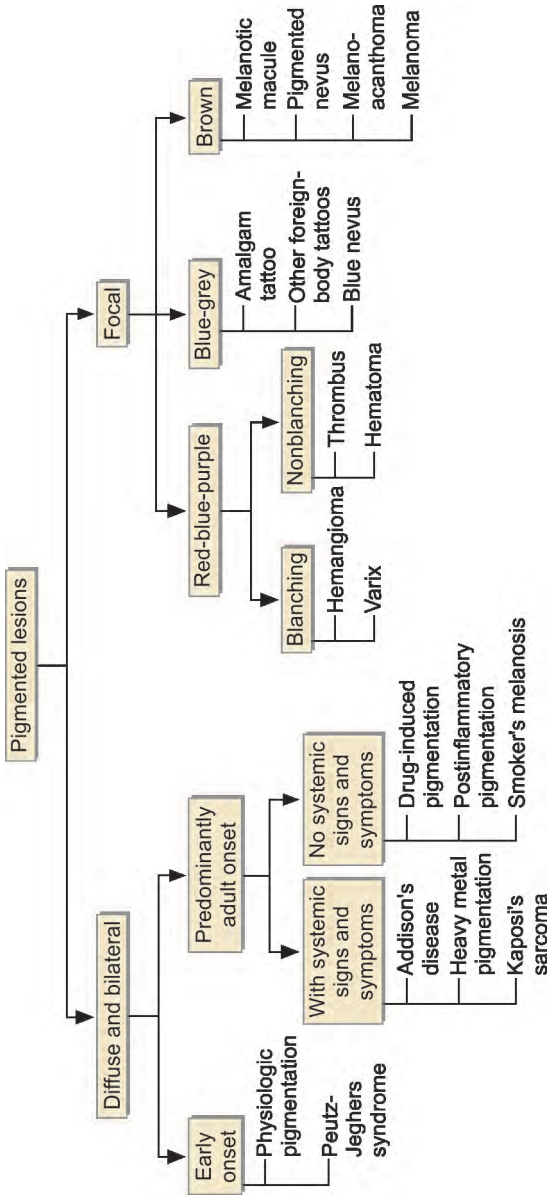 Pigmented lesions
Diffuse and bilateral
Early
onset
Physiologic
pigmentation
Peutz-
Jeghers
syndrome
Predominantly
adult onset
With systemic
signs and
symptoms
Addison's
disease
Heavy metal
pigmentation
Kaposi's
sarcoma
No systemic
signs and
symptoms
Drug-induced
pigmentation
Postinflammatory
pigmentation
Smoker's melanosis
Focal
Red-blue-purple
Blanching
Hemangioma
Varix
Nonblanching
Thrombus
Hematoma
Blue-grey
Amalgam
tattoo
Other foreign-
body tattoos
Blue nevus
Brown
Melanotic
macule
Pigmented
nevus
Melano-
acanthoma
Melanoma